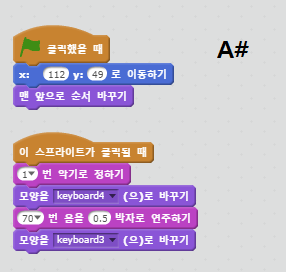 클릭했을 때
A#
x: 112 y: 49 로 이동하기
맨 앞으로 순서 바꾸기
이 스프라이트가 클릭될 때
1 번 악기로 정하기
모양을 keyboard4 (으)로 바꾸기
70 번 음을 0.5 박자로 연주하기
모양을 keyboard3 (으)로 바꾸기